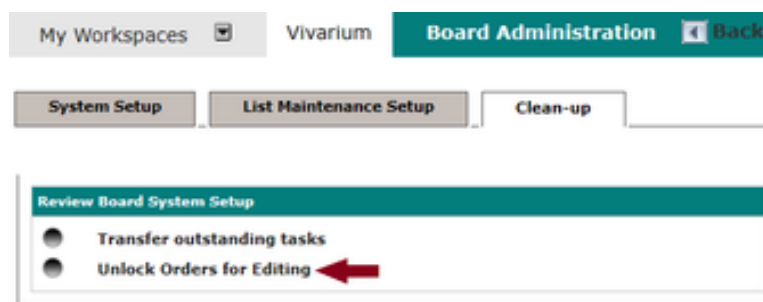 My Workspaces Vivarium Board Administration Back
System Setup List Maintenance Setup Clean-up
Review Board System Setup
Transfer outstanding tasks
Unlock Orders for Editing